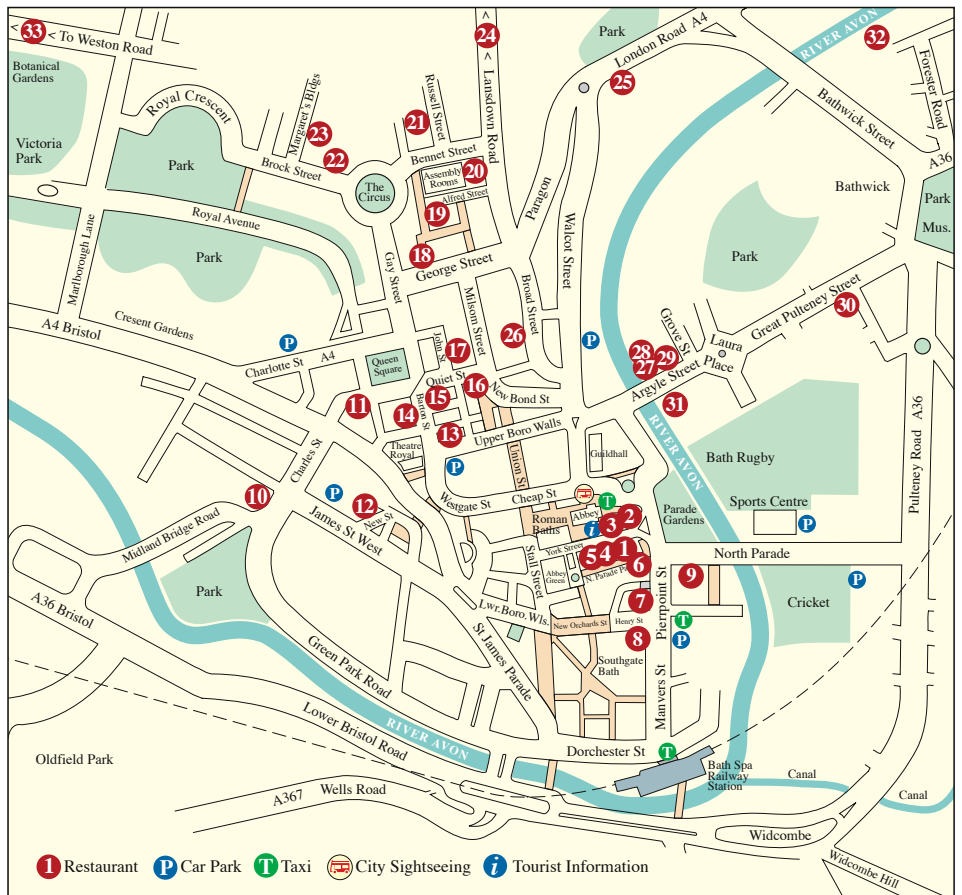 33
< To Weston Road
<
24
>
Park
London Road A4
RIVER AVON
32
Botanical
Gardens
Royal Crescent
Margaret's Bldgs
Russell Street
Lansdown Road
25
Forester Road
23
21
Bathwick Street
Victoria
Park
Park
Brock Street
22
Bennet Street
A36
The
Circus
Assembly
Rooms
20
Alfred Street
Paragon
Bathwick
Park
Mus.
Royal Avenue
19
Walcot Street
Marlborough Lane
Park
18
George Street
Park
Gay Street
Great Pulteney Street
30
A4 Bristol
Cresent Gardens
Milsom Street
Broad Street
P
Charlotte St
A4
John St
17
26
P
Grove St
28
27
29
Laura
Place
Queen
Square
Quiet St
16
Argyle Street
11
15
New Bond St
31
14
Barton St
13
Upper Boro Walls
RIVER AVON
Pulteney Road A36
Theatre
Royal
P
Union St
Guildhall
Bath Rugby
Charles St
10
P
12
Westgate St
Cheap St
T
Sports Centre
P
New St
Roman
Baths
Abbey
2
3
Parade
Gardens
James St West
Midland Bridge Road
i
York Street
1
North Parade
5
4
6
N. Parade Pa
Stall Street
Abbey
Green
9
P
Park
7
Pierrpoint St
Cricket
A36 Bristol
Lwr.Boro.Wls.
New Orchards St
Henry St
T
8
P
Green Park Road
St James Parade
Southgate
Bath
Manvers St
Lower Bristol Road
RIVER AVON
Dorchester St
T
Oldfield Park
Bath Spa
Railway
Station
Canal
Canal
A367
Wells Road
Widcombe
Widcombe Hill
1 Restaurant P Car Park T Taxi City Sightseeing i Tourist Information